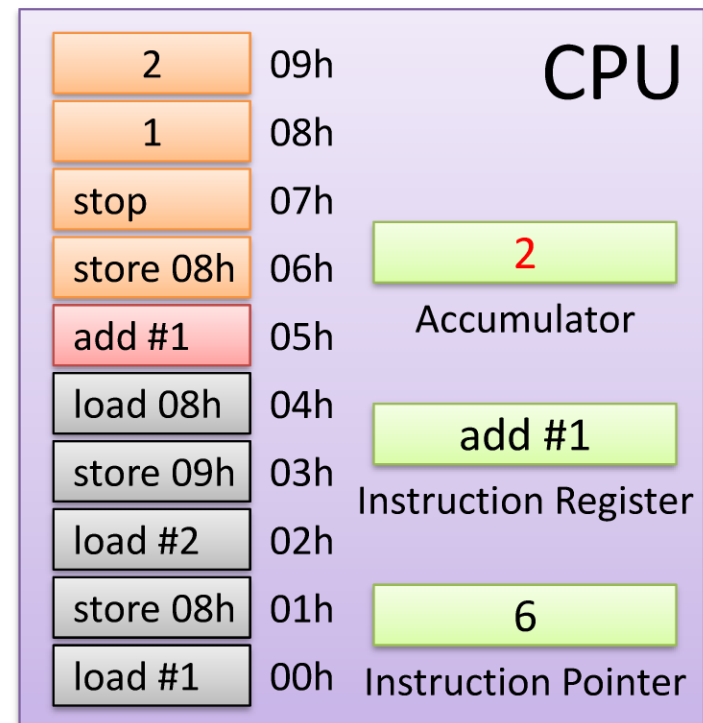 CPU
2 09h
1 08h
stop 07h
store 08h 06h
add #1 05h
load 08h 04h
store 09h 03h
load #2 02h
store 08h 01h
load #1 00h
2
Accumulator
add #1
Instruction Register
6
Instruction Pointer